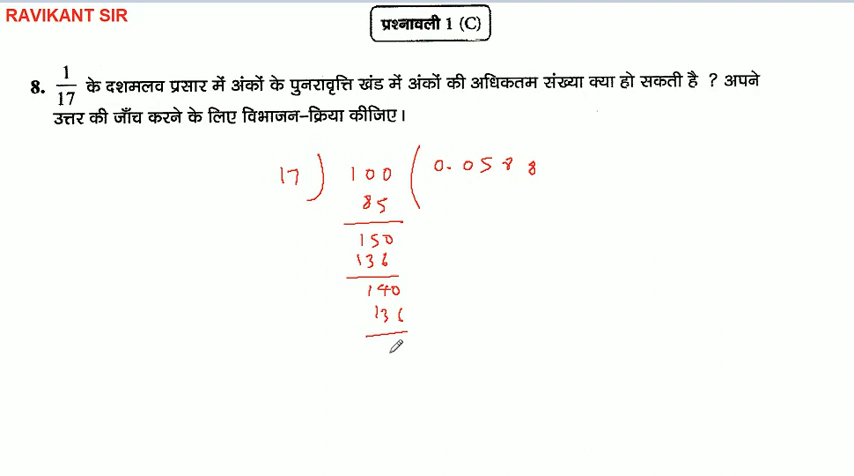 RAVIKANT SIR
प्रश्नावली 1 (C)
8. 1/17 के दशमलव प्रसार में अंकों के पुनरावृत्ति खंड में अंकों की अधिकतम संख्या क्या हो सकती है ? अपने
उत्तर की जाँच करने के लिए विभाजन-क्रिया कीजिए।
17 ) 100 ( 0.0588
85
150
136
140
136